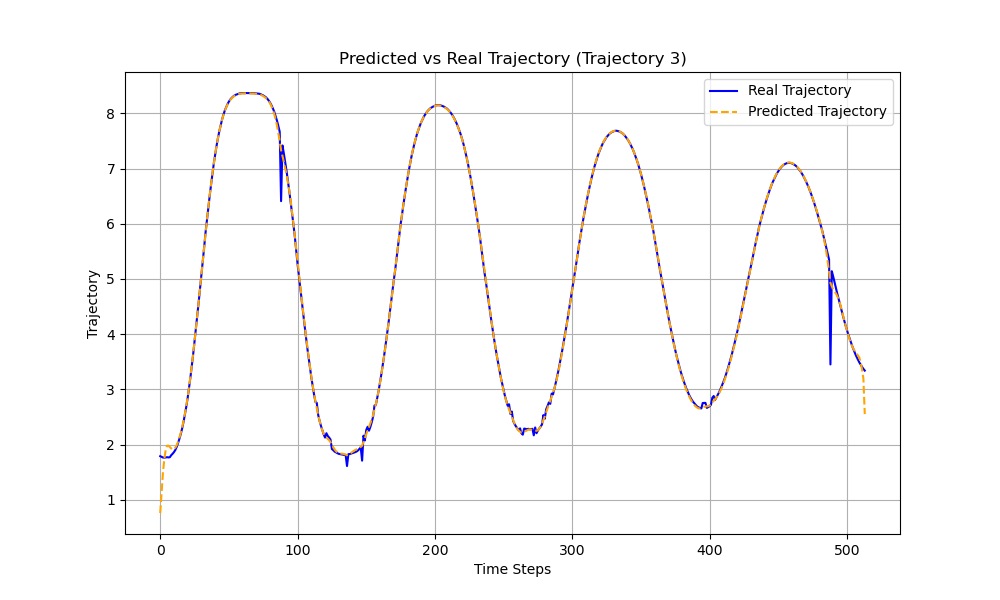 Predicted vs Real Trajectory (Trajectory 3)
Real Trajectory
Predicted Trajectory
8
7
6
5
4
3
2
1
Trajectory
0 100 200 300 400 500
Time Steps